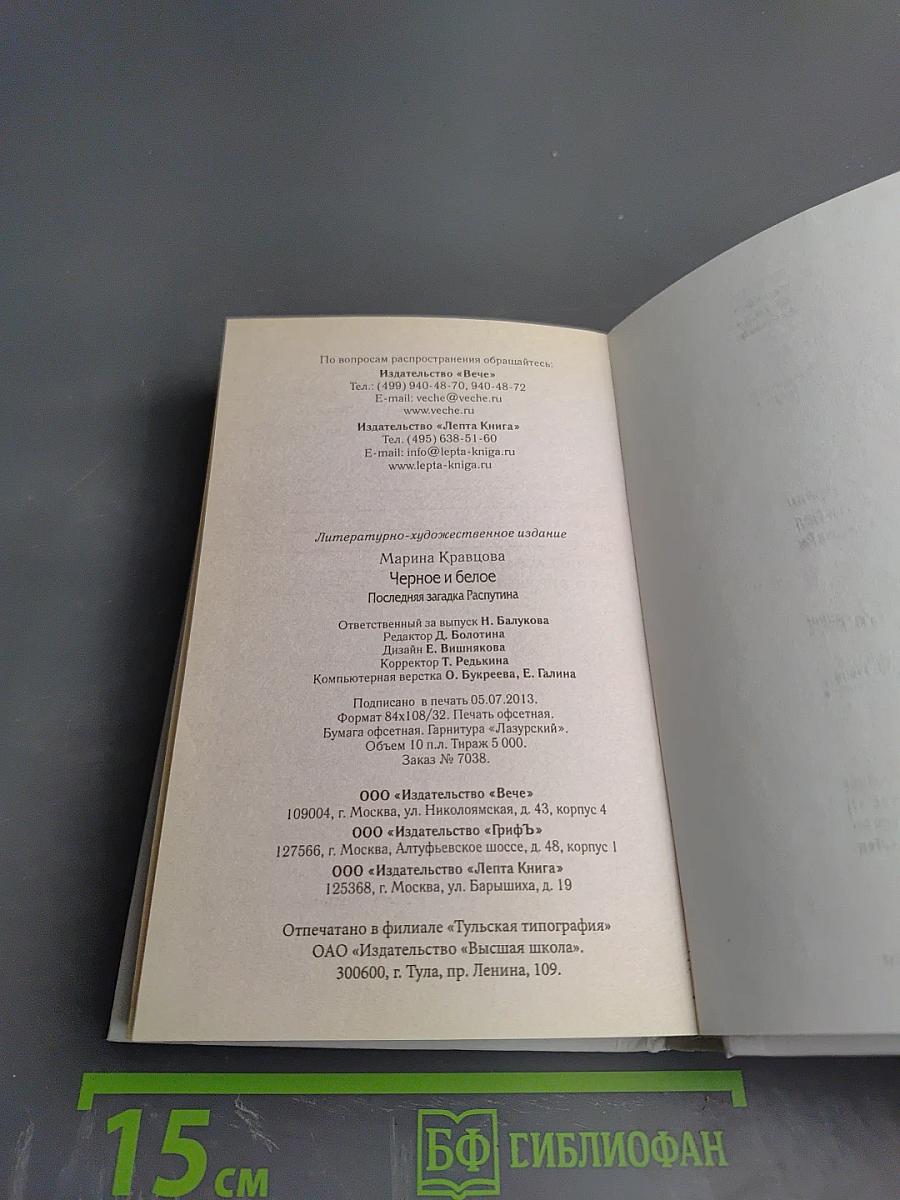 По вопросам распространения обращайтесь:
Издательство «Вече»
Тел.: (499) 940-48-70, 940-48-72
E-mail: veche@veche.ru
www.veche.ru
Издательство «Лепта Книга»
Тел. (495) 638-51-60
E-mail: info@lepta-kniga.ru
www.lepta-kniga.ru
Литературно-художественное издание
Марина Кравцова
Черное и белое
Последняя загадка Распутина
Ответственный за выпуск Н. Балукова
Редактор Д. Болотина
Дизайн Е. Вишнякова
Корректор Т. Редькина
Компьютерная верстка О. Букреева, Е. Галина
Подписано в печать 05.07.2013.
Формат 84х108/32. Печать офсетная.
Бумага офсетная. Гарнитура «Лазурский».
Объем 10 п.л. Тираж 5 000.
Заказ № 7038.
ООО «Издательство «Вече»
109004, г. Москва, ул. Николоямская, д. 43, корпус 4
ООО «Издательство «ГрифЪ»
127566, г. Москва, Алтуфьевское шоссе, д. 48, корпус 1
ООО «Издательство «Лепта Книга»
125368, г. Москва, ул. Барышиха, д. 19
Отпечатано в филиале «Тульская типография»
ОАО «Издательство «Высшая школа».
300600, г. Тула, пр. Ленина, 109.
15 см
БФ БИБЛИОФАН